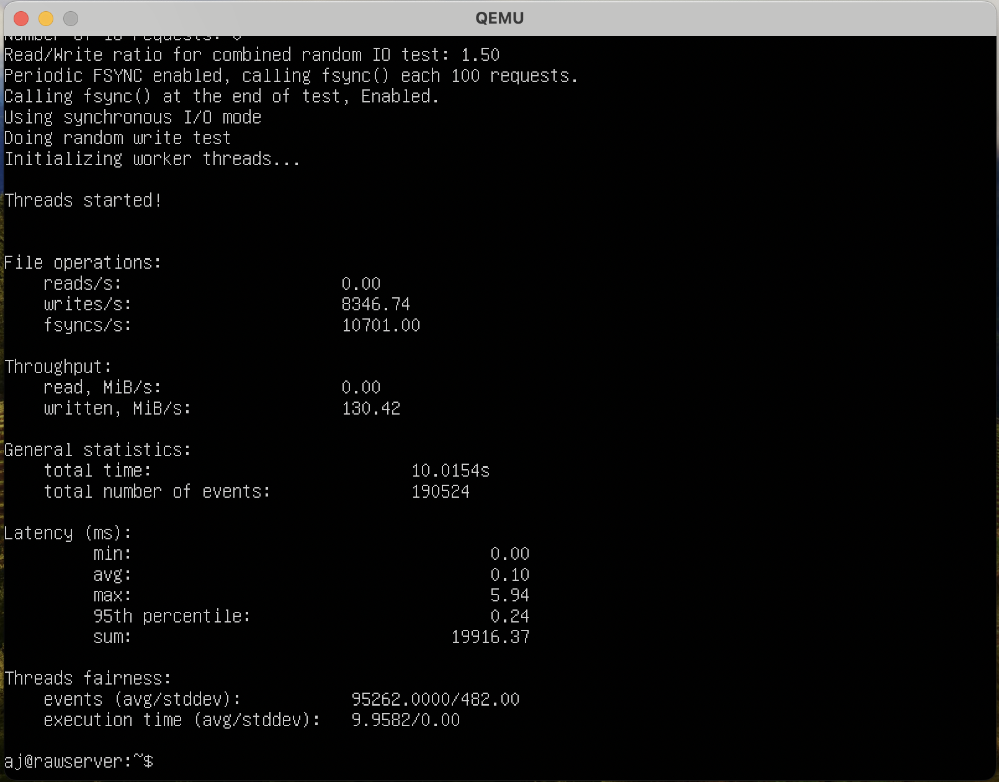 QEMU
Number of IO requests: 0
Read/Write ratio for combined random IO test: 1.50
Periodic FSYNC enabled, calling fsync() each 100 requests.
Calling fsync() at the end of test, Enabled.
Using synchronous I/O mode
Doing random write test
Initializing worker threads...
Threads started!
File operations:
reads/s: 0.00
writes/s: 8346.74
fsyncs/s: 10701.00
Throughput:
read, MiB/s: 0.00
written, MiB/s: 130.42
General statistics:
total time: 10.0154s
total number of events: 190524
Latency (ms):
min: 0.00
avg: 0.10
max: 5.94
95th percentile: 0.24
sum: 19916.37
Threads fairness:
events (avg/stddev): 95262.0000/482.00
execution time (avg/stddev): 9.9582/0.00
aj@rawserver:~$